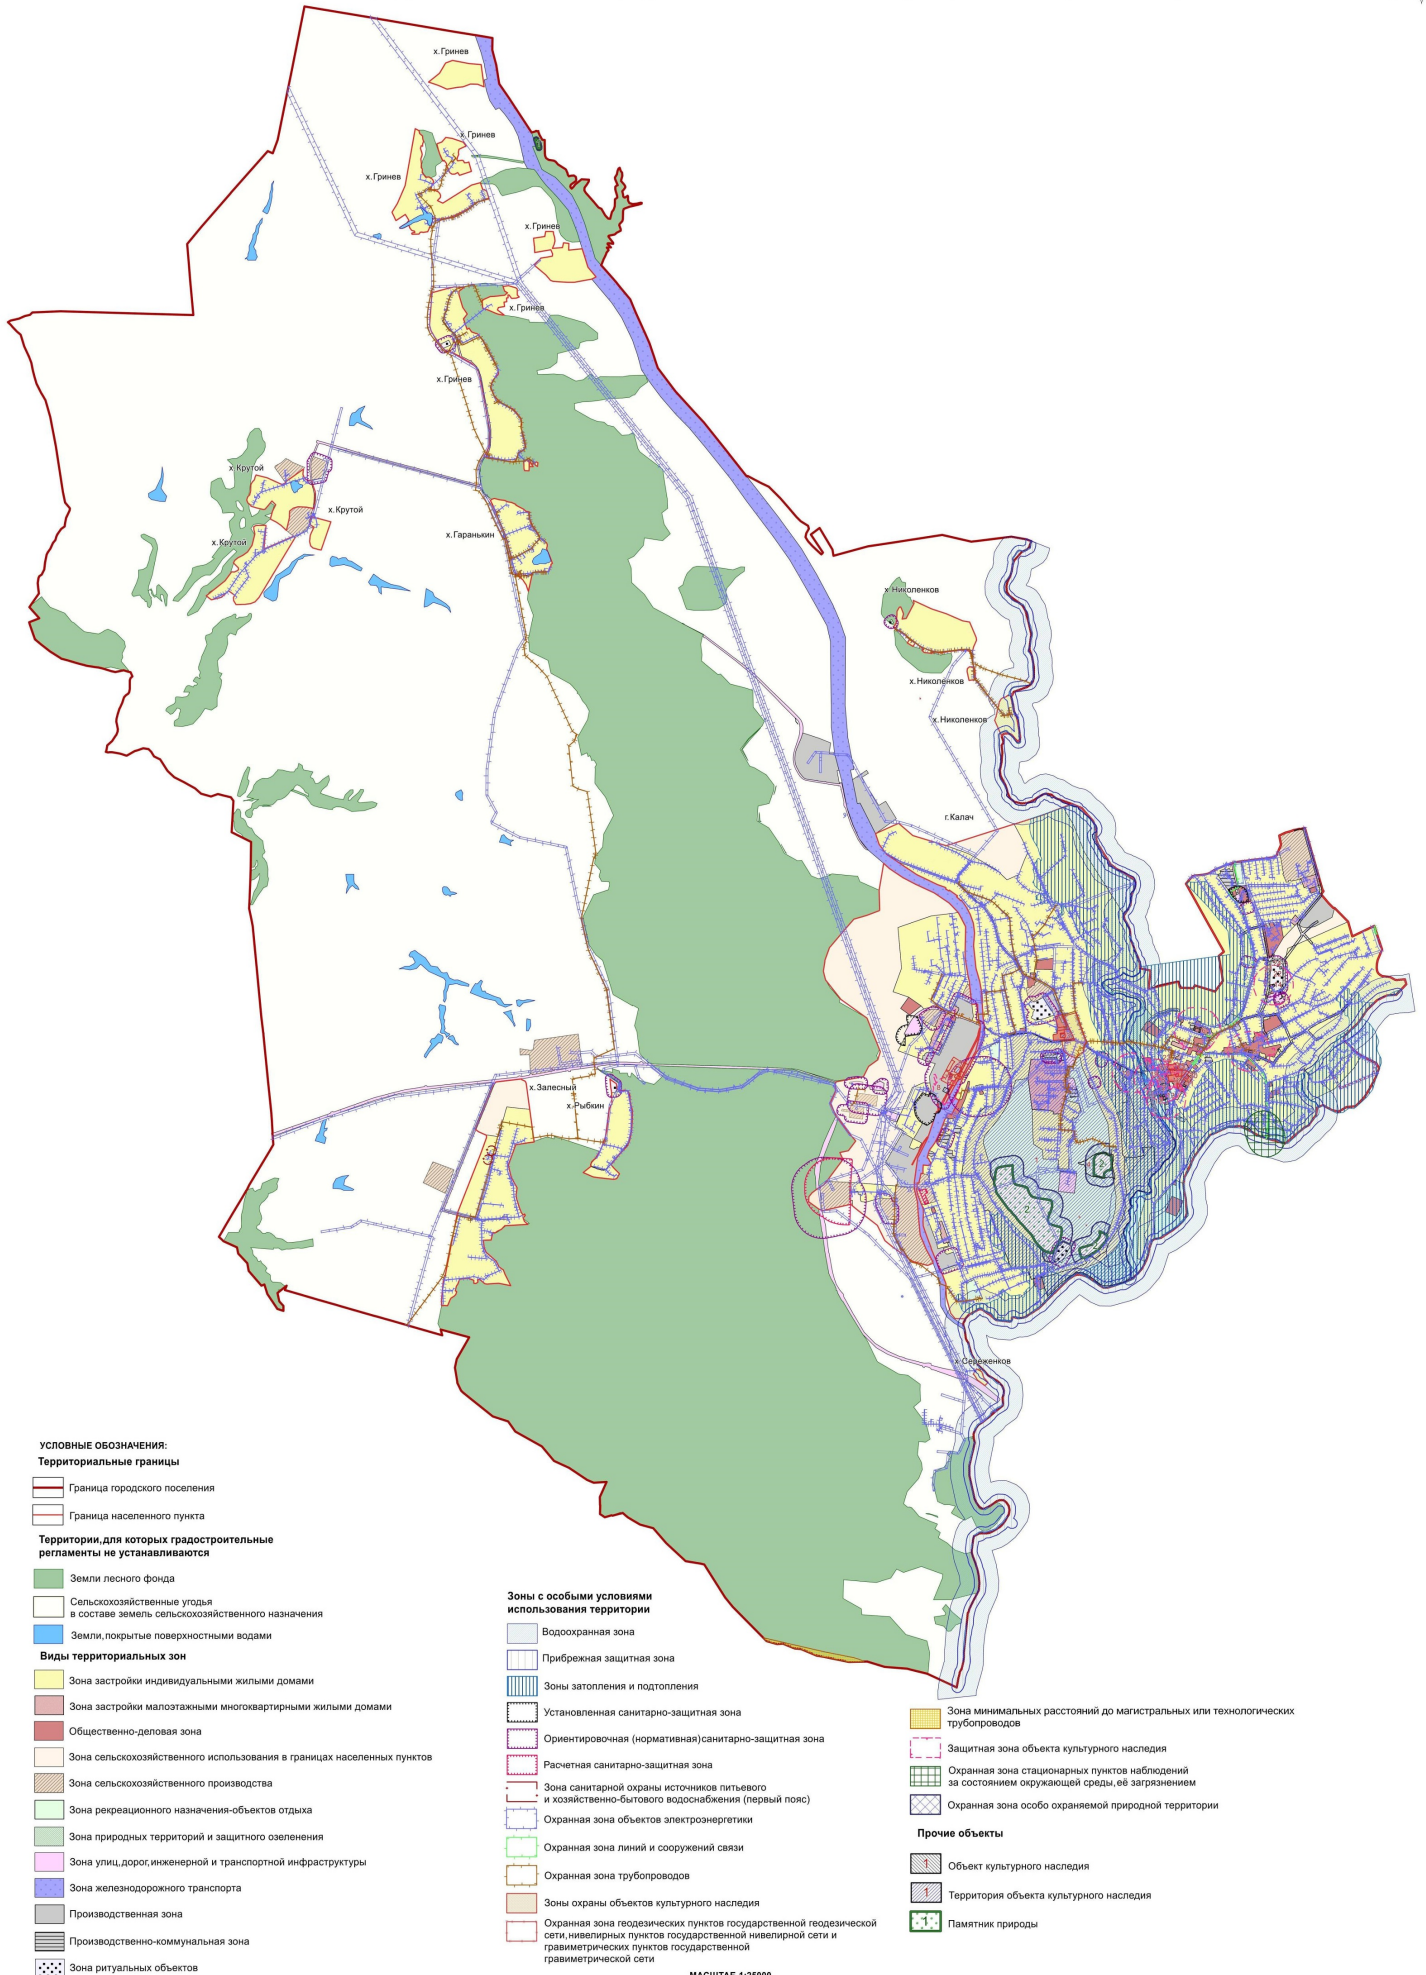 х.Гринев
х.Гринев
х.Гринев
х.Гринев
х.Гринев
х.Гринев
х.Крутой
х.Крутой
х.Крутой
х.Гаранькин
х.Николенков
х.Николенков
х.Николенков
г.Калач
х.Залесный
х.Рыбкин
х.Сереженков
2
2
УСЛОВНЫЕ ОБОЗНАЧЕНИЯ:
Территориальные границы
Граница городского поселения
Граница населенного пункта
Территории,для которых градостроительные
регламенты не устанавливаются
Земли лесного фонда
Сельскохозяйственные угодья
в составе земель сельскохозяйственного назначения
Земли,покрытые поверхностными водами
Виды территориальных зон
Зона застройки индивидуальными жилыми домами
Зона застройки малоэтажными многоквартирными жилыми домами
Общественно-деловая зона
Зона сельскохозяйственного использования в границах населенных пунктов
Зона сельскохозяйственного производства
Зона рекреационного назначения-объектов отдыха
Зона природных территорий и защитного озеленения
Зона улиц,дорог,инженерной и транспортной инфраструктуры
Зона железнодорожного транспорта
Производственная зона
Производственно-коммунальная зона
Зона ритуальных объектов
Зоны с особыми условиями
использования территории
Водоохранная зона
Прибрежная защитная зона
Зоны затопления и подтопления
Установленная санитарно-защитная зона
Ориентировочная (нормативная)санитарно-защитная зона
Расчетная санитарно-защитная зона
Зона санитарной охраны источников питьевого
и хозяйственно-бытового водоснабжения (первый пояс)
Охранная зона объектов электроэнергетики
Охранная зона линий и сооружений связи
Охранная зона трубопроводов
Зоны охраны объектов культурного наследия
Охранная зона геодезических пунктов государственной геодезической
сети,нивелирных пунктов государственной нивелирной сети и
гравиметрических пунктов государственной
гравиметрической сети
Зона минимальных расстояний до магистральных или технологических
трубопроводов
Защитная зона объекта культурного наследия
Охранная зона стационарных пунктов наблюдений
за состоянием окружающей среды,её загрязнением
Охранная зона особо охраняемой природной территории
Прочие объекты
1 Объект культурного наследия
1 Территория объекта культурного наследия
1 Памятник природы
МАСШТАБ 1:25000